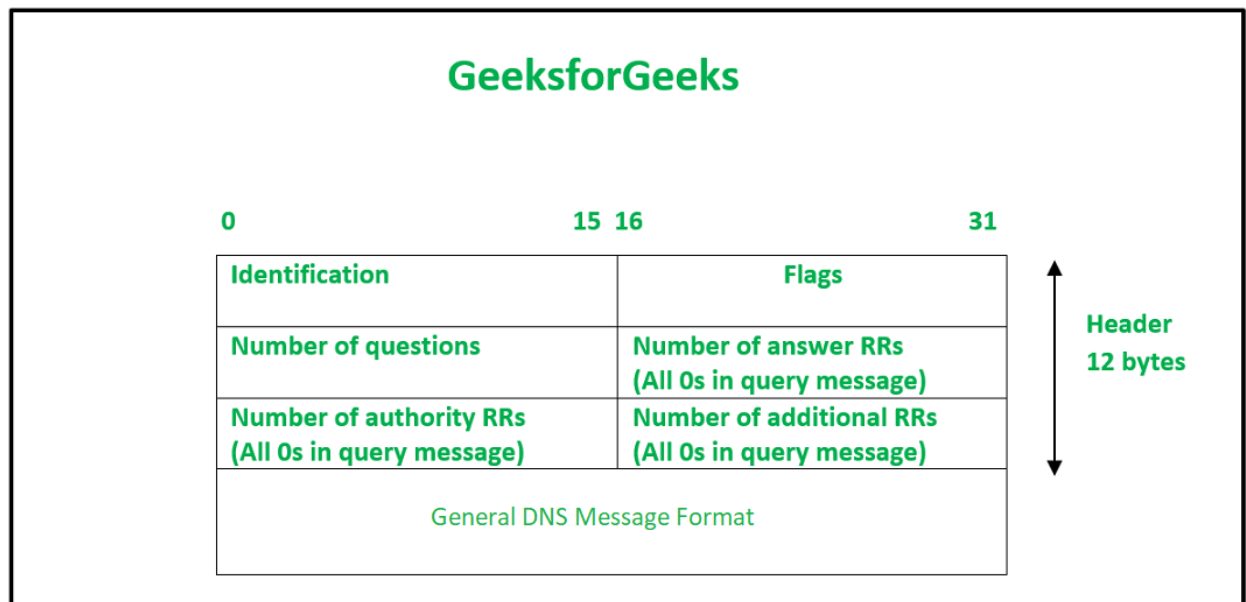 GeeksforGeeks
0 15 16 31
Identification Flags
Number of questions Number of answer RRs
(All 0s in query message)
Number of authority RRs Number of additional RRs
(All 0s in query message) (All 0s in query message)
Header
12 bytes
General DNS Message Format